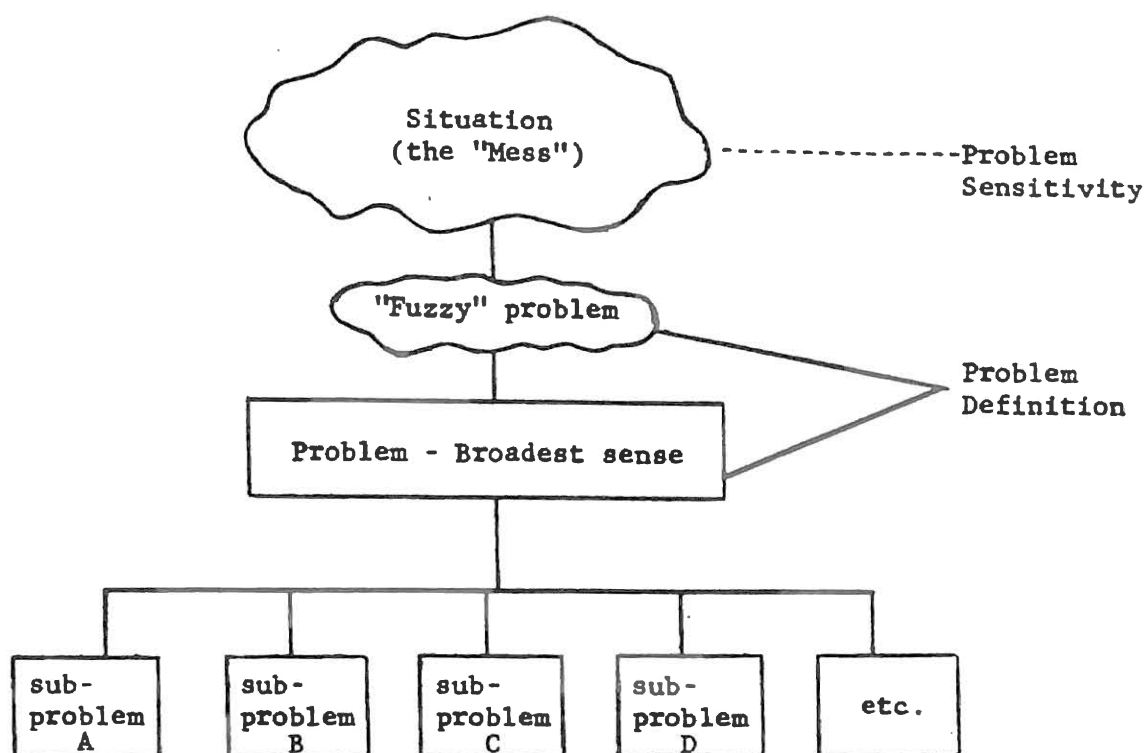 Situation
(the "Mess")
Problem
Sensitivity
"Fuzzy" problem
Problem
Definition
Problem - Broadest sense
sub-
problem
A
sub-
problem
B
sub-
problem
C
sub-
problem
D
etc.